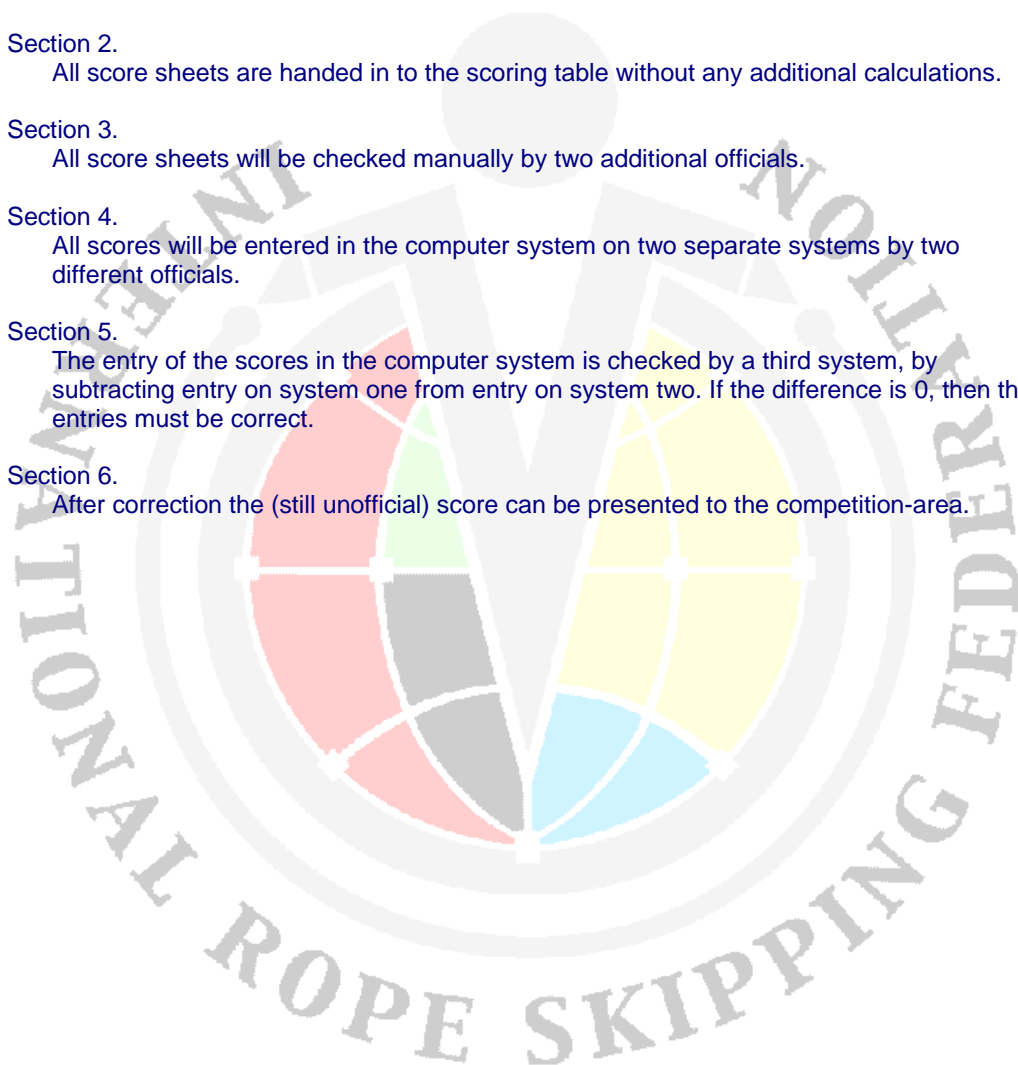 Section 2.
All score sheets are handed in to the scoring table without any additional calculations.
Section 3.
All score sheets will be checked manually by two additional officials.
Section 4.
All scores will be entered in the computer system on two separate systems by two
different officials.
Section 5.
The entry of the scores in the computer system is checked by a third system, by
subtracting entry on system one from entry on system two. If the difference is 0, then th
entries must be correct.
Section 6.
After correction the (still unofficial) score can be presented to the competition-area.
INTERNATIONAL ROPE SKIPPING FEDERATION